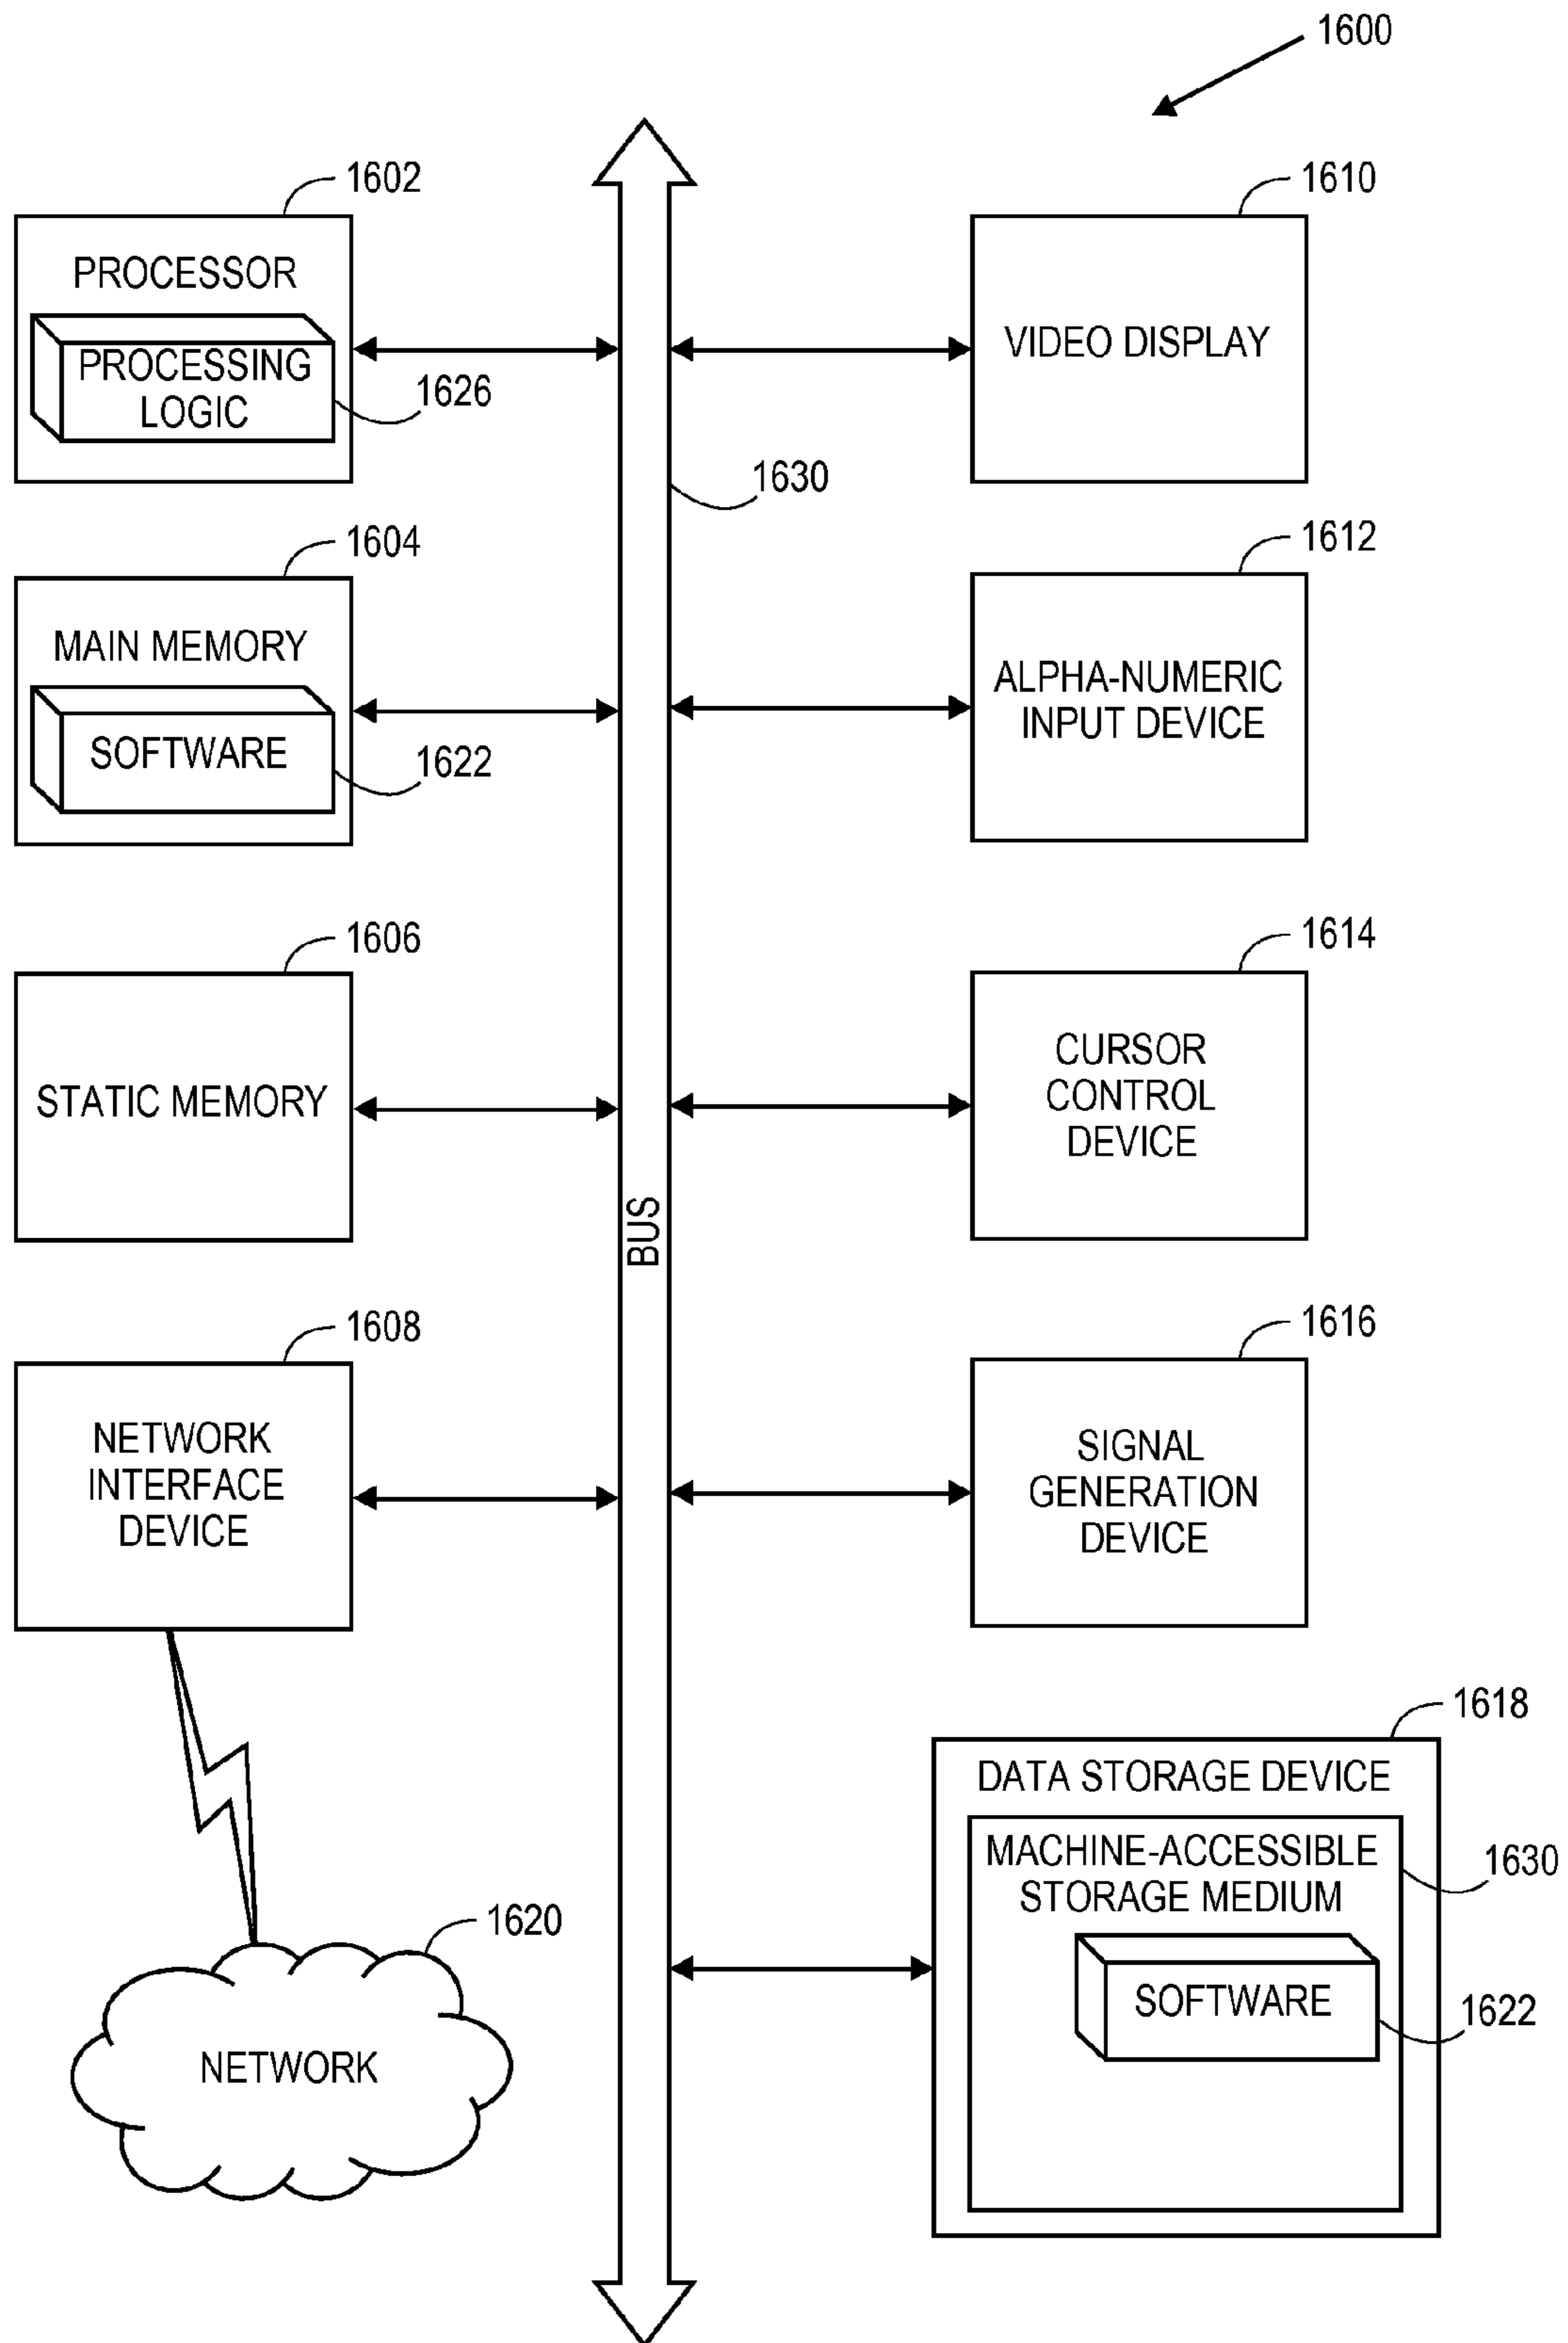 1600
1602
PROCESSOR
PROCESSING
LOGIC
1626
1610
VIDEO DISPLAY
1630
1604
MAIN MEMORY
SOFTWARE
1622
1612
ALPHA-NUMERIC
INPUT DEVICE
1606
STATIC MEMORY
1614
CURSOR
CONTROL
DEVICE
BUS
1608
NETWORK
INTERFACE
DEVICE
1616
SIGNAL
GENERATION
DEVICE
1618
DATA STORAGE DEVICE
MACHINE-ACCESSIBLE
STORAGE MEDIUM
1630
SOFTWARE
1622
1620
NETWORK